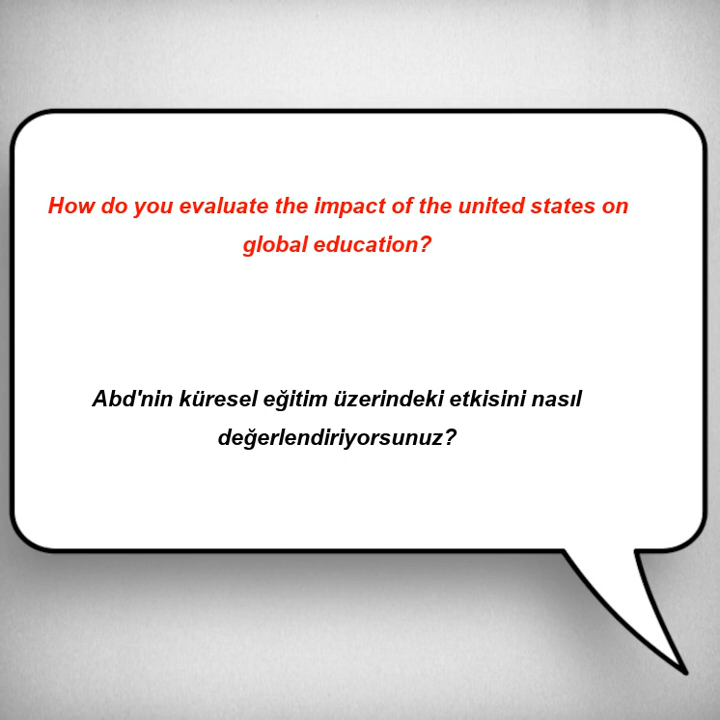 How do you evaluate the impact of the united states on
global education?
Abd'nin küresel eğitim üzerindeki etkisini nasıl
değerlendiriyorsunuz?